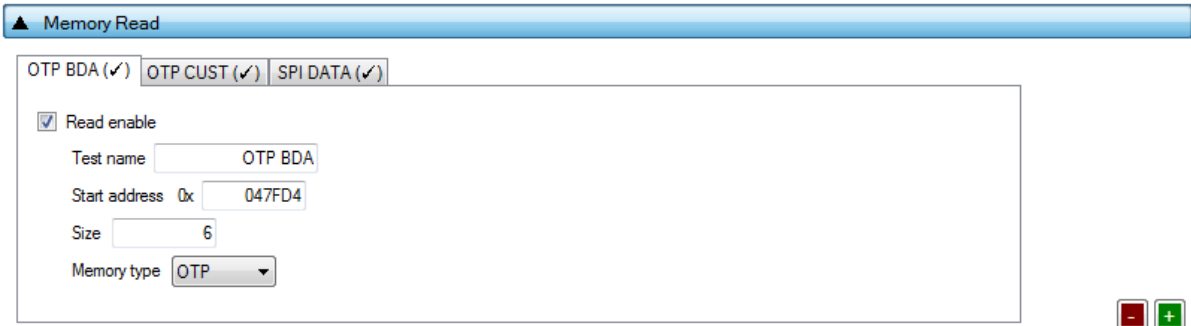 ▲ Memory Read
OTP BDA (✓) OTP CUST (✓) SPI DATA (✓)
Read enable
Test name OTP BDA
Start address 0x 047FD4
Size 6
Memory type OTP
- +